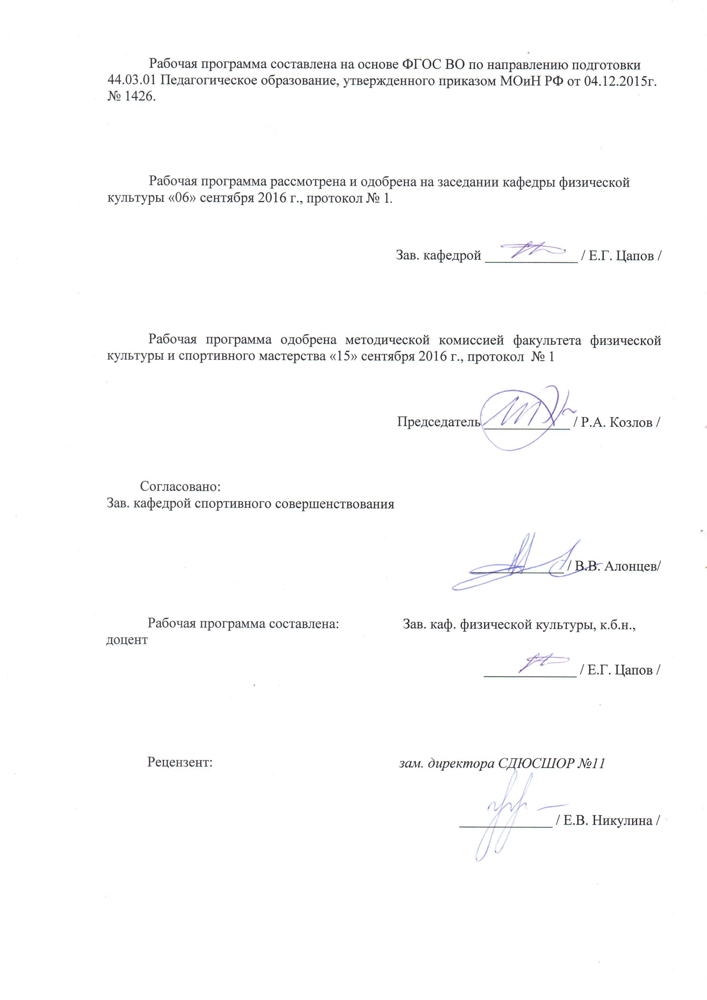 Рабочая программа составлена на основе ФГОС ВО по направлению подготовки
44.03.01 Педагогическое образование, утвержденного приказом МОиН РФ от 04.12.2015г.
№ 1426.
Рабочая программа рассмотрена и одобрена на заседании кафедры физической
культуры «06» сентября 2016 г., протокол № 1.
Зав. кафедрой _____________ / Е.Г. Цапов /
Рабочая программа одобрена методической комиссией факультета физической
культуры и спортивного мастерства «15» сентября 2016 г., протокол № 1
Председатель ____________ / Р.А. Козлов /
Согласовано:
Зав. кафедрой спортивного совершенствования
_____________ / В.В. Алонцев/
Рабочая программа составлена: Зав. каф. физической культуры, к.б.н.,
доцент
_____________ / Е.Г. Цапов /
Рецензент: зам. директора СДЮСШОР №11
_____________ / Е.В. Никулина /